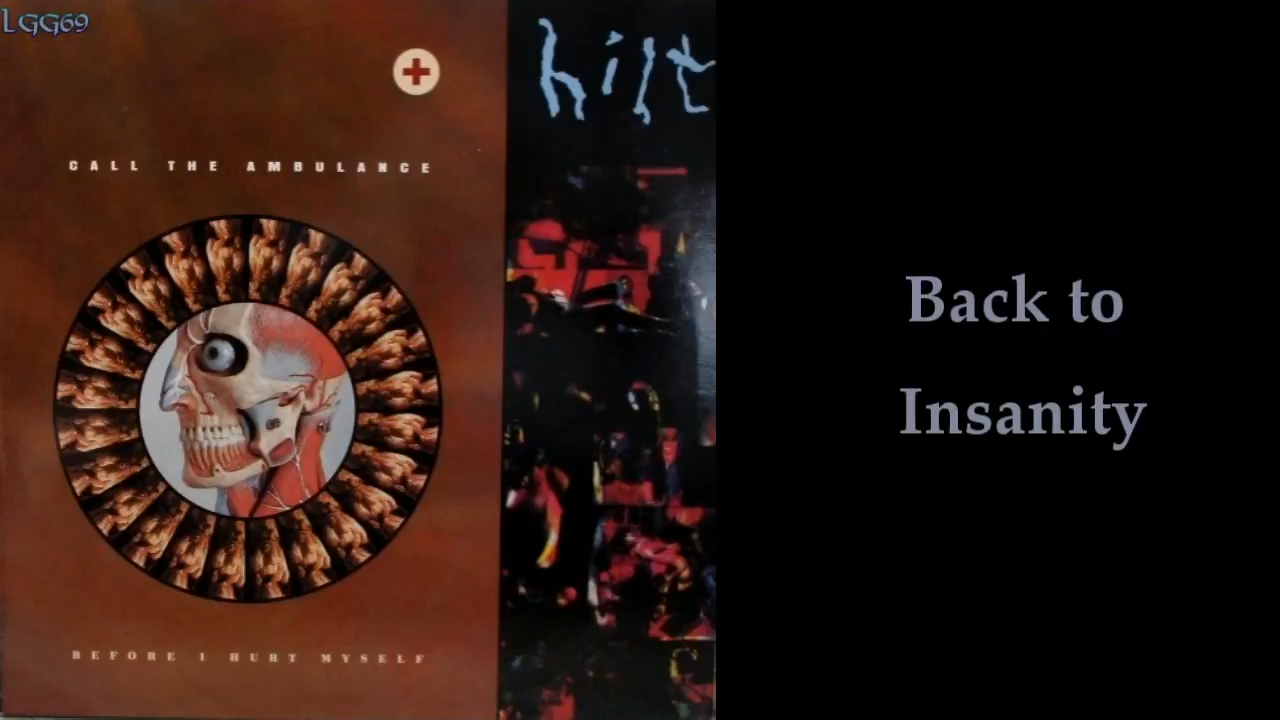 LGG69
CALL THE AMBULANCE
BEFORE I HURT MYSELF
hilt
Back to
Insanity